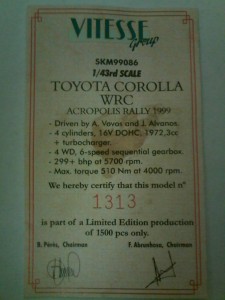 VITESSE
Group
SKM99086
1/43rd SCALE
TOYOTA COROLLA
WRC
ACROPOLIS RALLY 1999
- Driven by A. Vovos and J. Alvanos.
- 4 cylinders, 16V DOHC, 1972,3cc
+ turbocharger.
- 4 WD, 6-speed sequential gearbox.
- 299+ bhp at 5700 rpm.
- Max. torque 510 Nm at 4000 rpm.
We hereby certify that this model n°
1313
is part of a Limited Edition production
of 1500 pcs only.
B. Pérès, Chairman F. Abrunhosa, Chairman